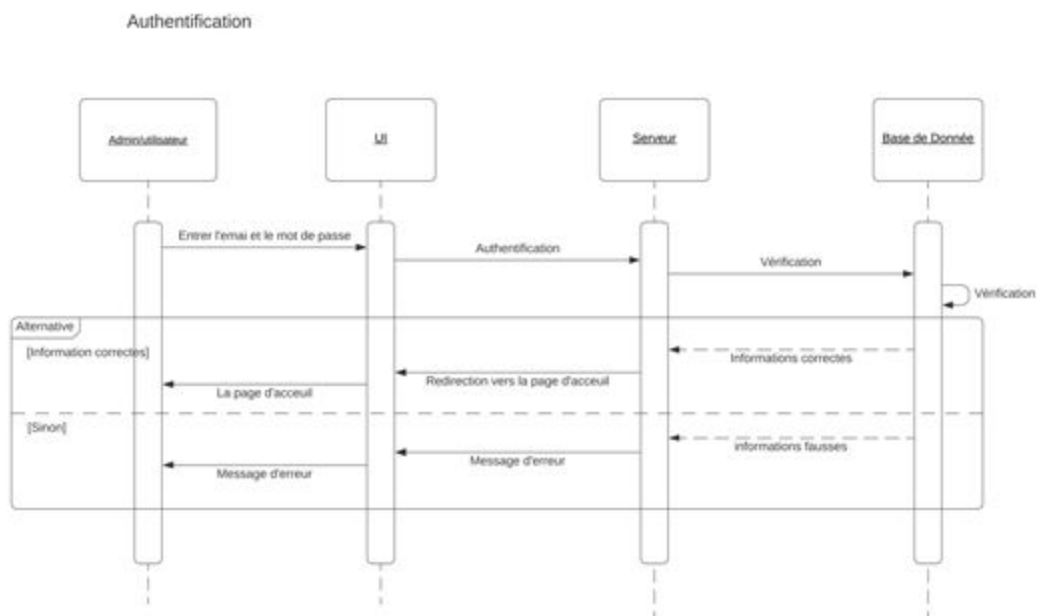 Authentification
Admin/utilisateur
UI
Serveur
Base de Donnée
Entrer l'emai et le mot de passe
Authentification
Vérification
Vérification
Alternative
[Information correctes]
Informations correctes
Redirection vers la page d'acceuil
La page d'acceuil
[Sinon]
informations fausses
Message d'erreur
Message d'erreur